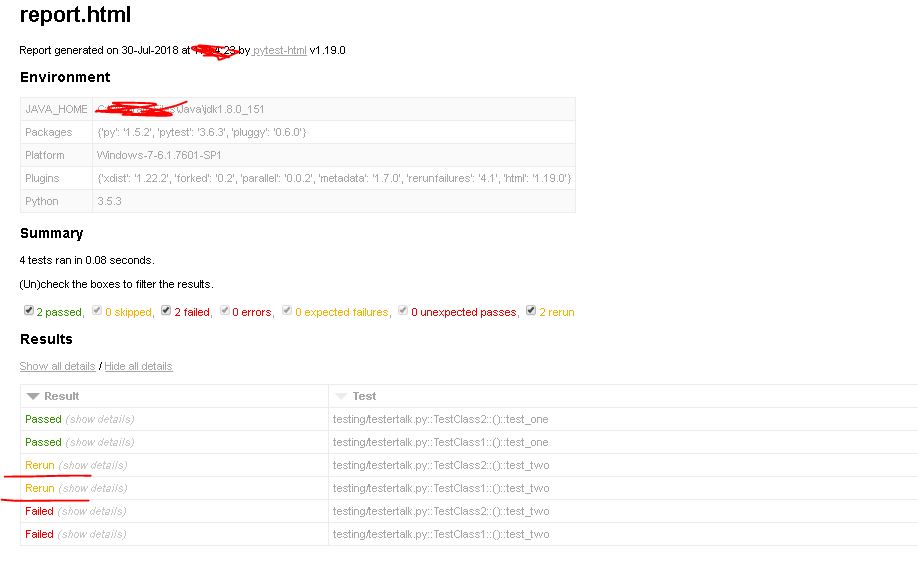 report.html
Report generated on 30-Jul-2018 at by pytest-html v1.19.0
Environment
JAVA_HOME \Java\jdk1.8.0_151
Packages {'py': '1.5.2', 'pytest': '3.6.3', 'pluggy': '0.6.0'}
Platform Windows-7-6.1.7601-SP1
Plugins {'xdist': '1.22.2', 'forked': '0.2', 'parallel': '0.0.2', 'metadata': '1.7.0', 'rerunfailures': '4.1', 'html': '1.19.0'}
Python 3.5.3
Summary
4 tests ran in 0.08 seconds.
(Un)check the boxes to filter the results.
2 passed, 0 skipped, 2 failed, 0 errors, 0 expected failures, 0 unexpected passes, 2 rerun
Results
Show all details / Hide all details
Result Test
Passed (show details) testing/testertalk.py::TestClass2::()::test_one
Passed (show details) testing/testertalk.py::TestClass1::()::test_one
Rerun (show details) testing/testertalk.py::TestClass2::()::test_two
Rerun (show details) testing/testertalk.py::TestClass1::()::test_two
Failed (show details) testing/testertalk.py::TestClass2::()::test_two
Failed (show details) testing/testertalk.py::TestClass1::()::test_two